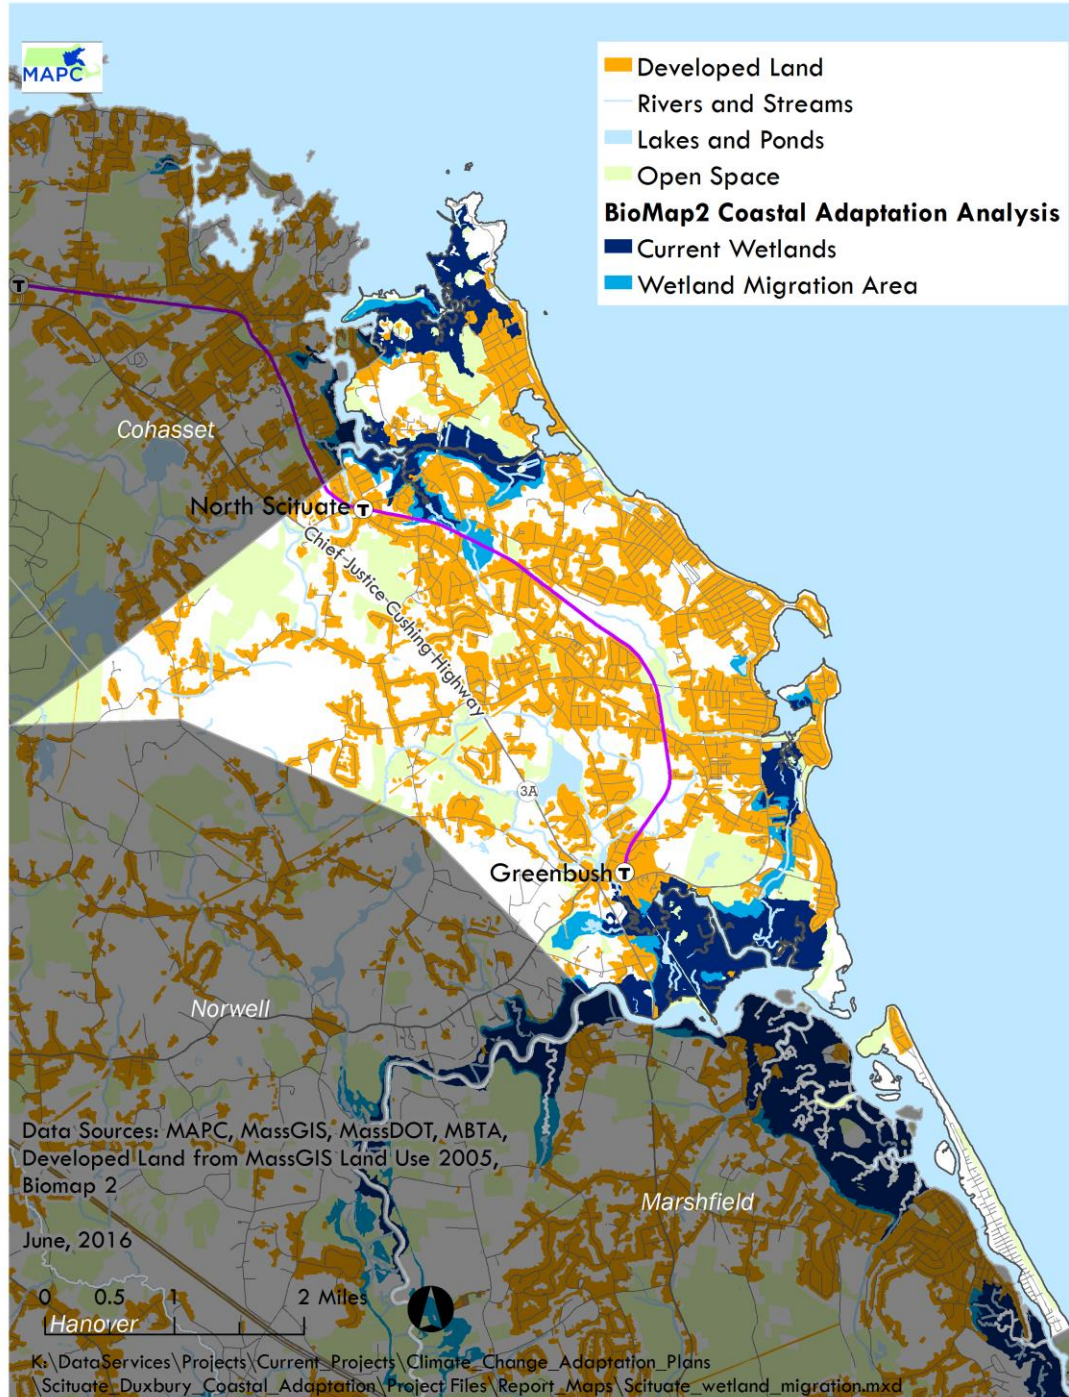 MAPC
Developed Land
Rivers and Streams
Lakes and Ponds
Open Space
BioMap2 Coastal Adaptation Analysis
Current Wetlands
Wetland Migration Area
T
Cohasset
North Scituate T
Chief-Justice Cushing Highway
3A
Greenbush T
Norwell
Data Sources: MAPC, MassGIS, MassDOT, MBTA,
Developed Land from MassGIS Land Use 2005,
Biomap 2
Marshfield
June, 2016
0 0.5 1 2 Miles
Hanover
K:\DataServices\Projects\Current_Projects\Climate_Change_Adaptation_Plans
\Scituate_Duxbury_Coastal_Adaptation\Project Files\Report_Maps\Scituate_wetland_migration.mxd